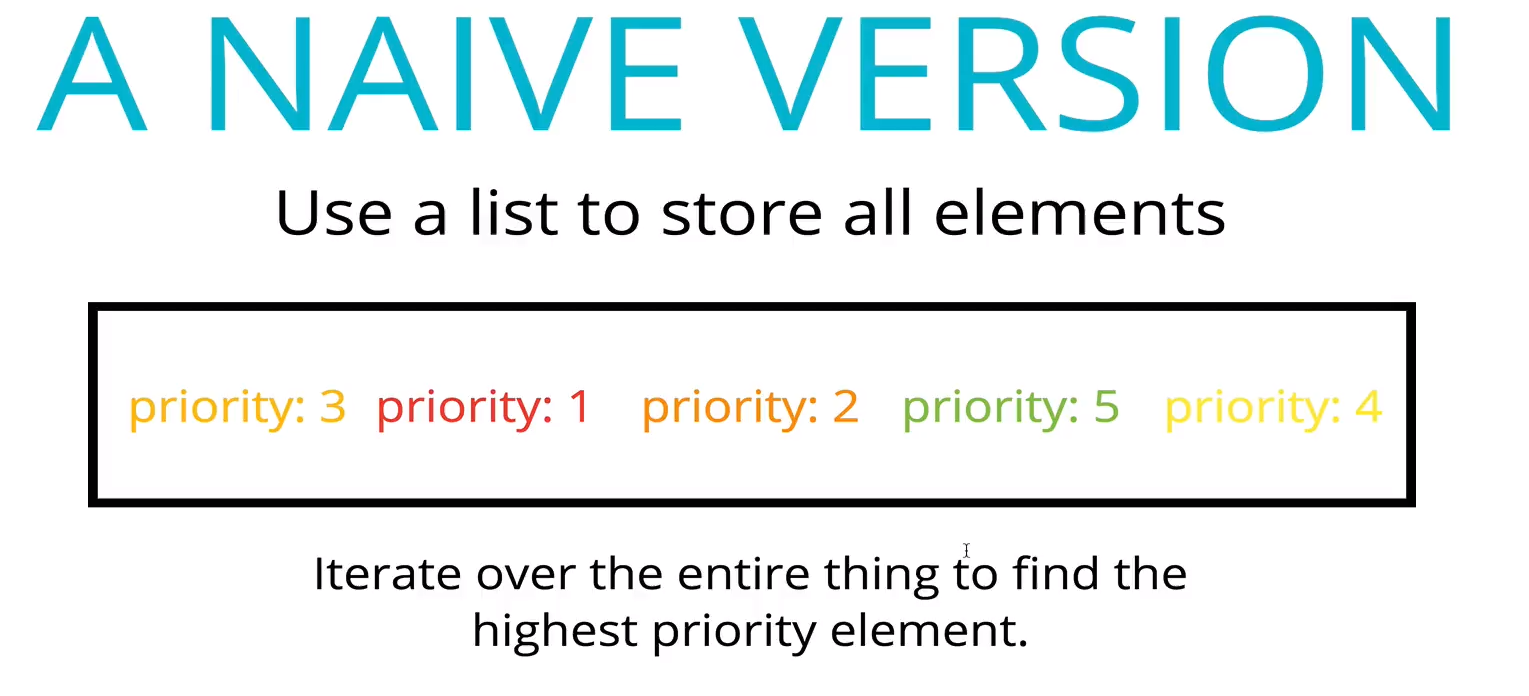 A NAIVE VERSION
Use a list to store all elements
priority: 3 priority: 1 priority: 2 priority: 5 priority: 4
Iterate over the entire thing to find the
highest priority element.